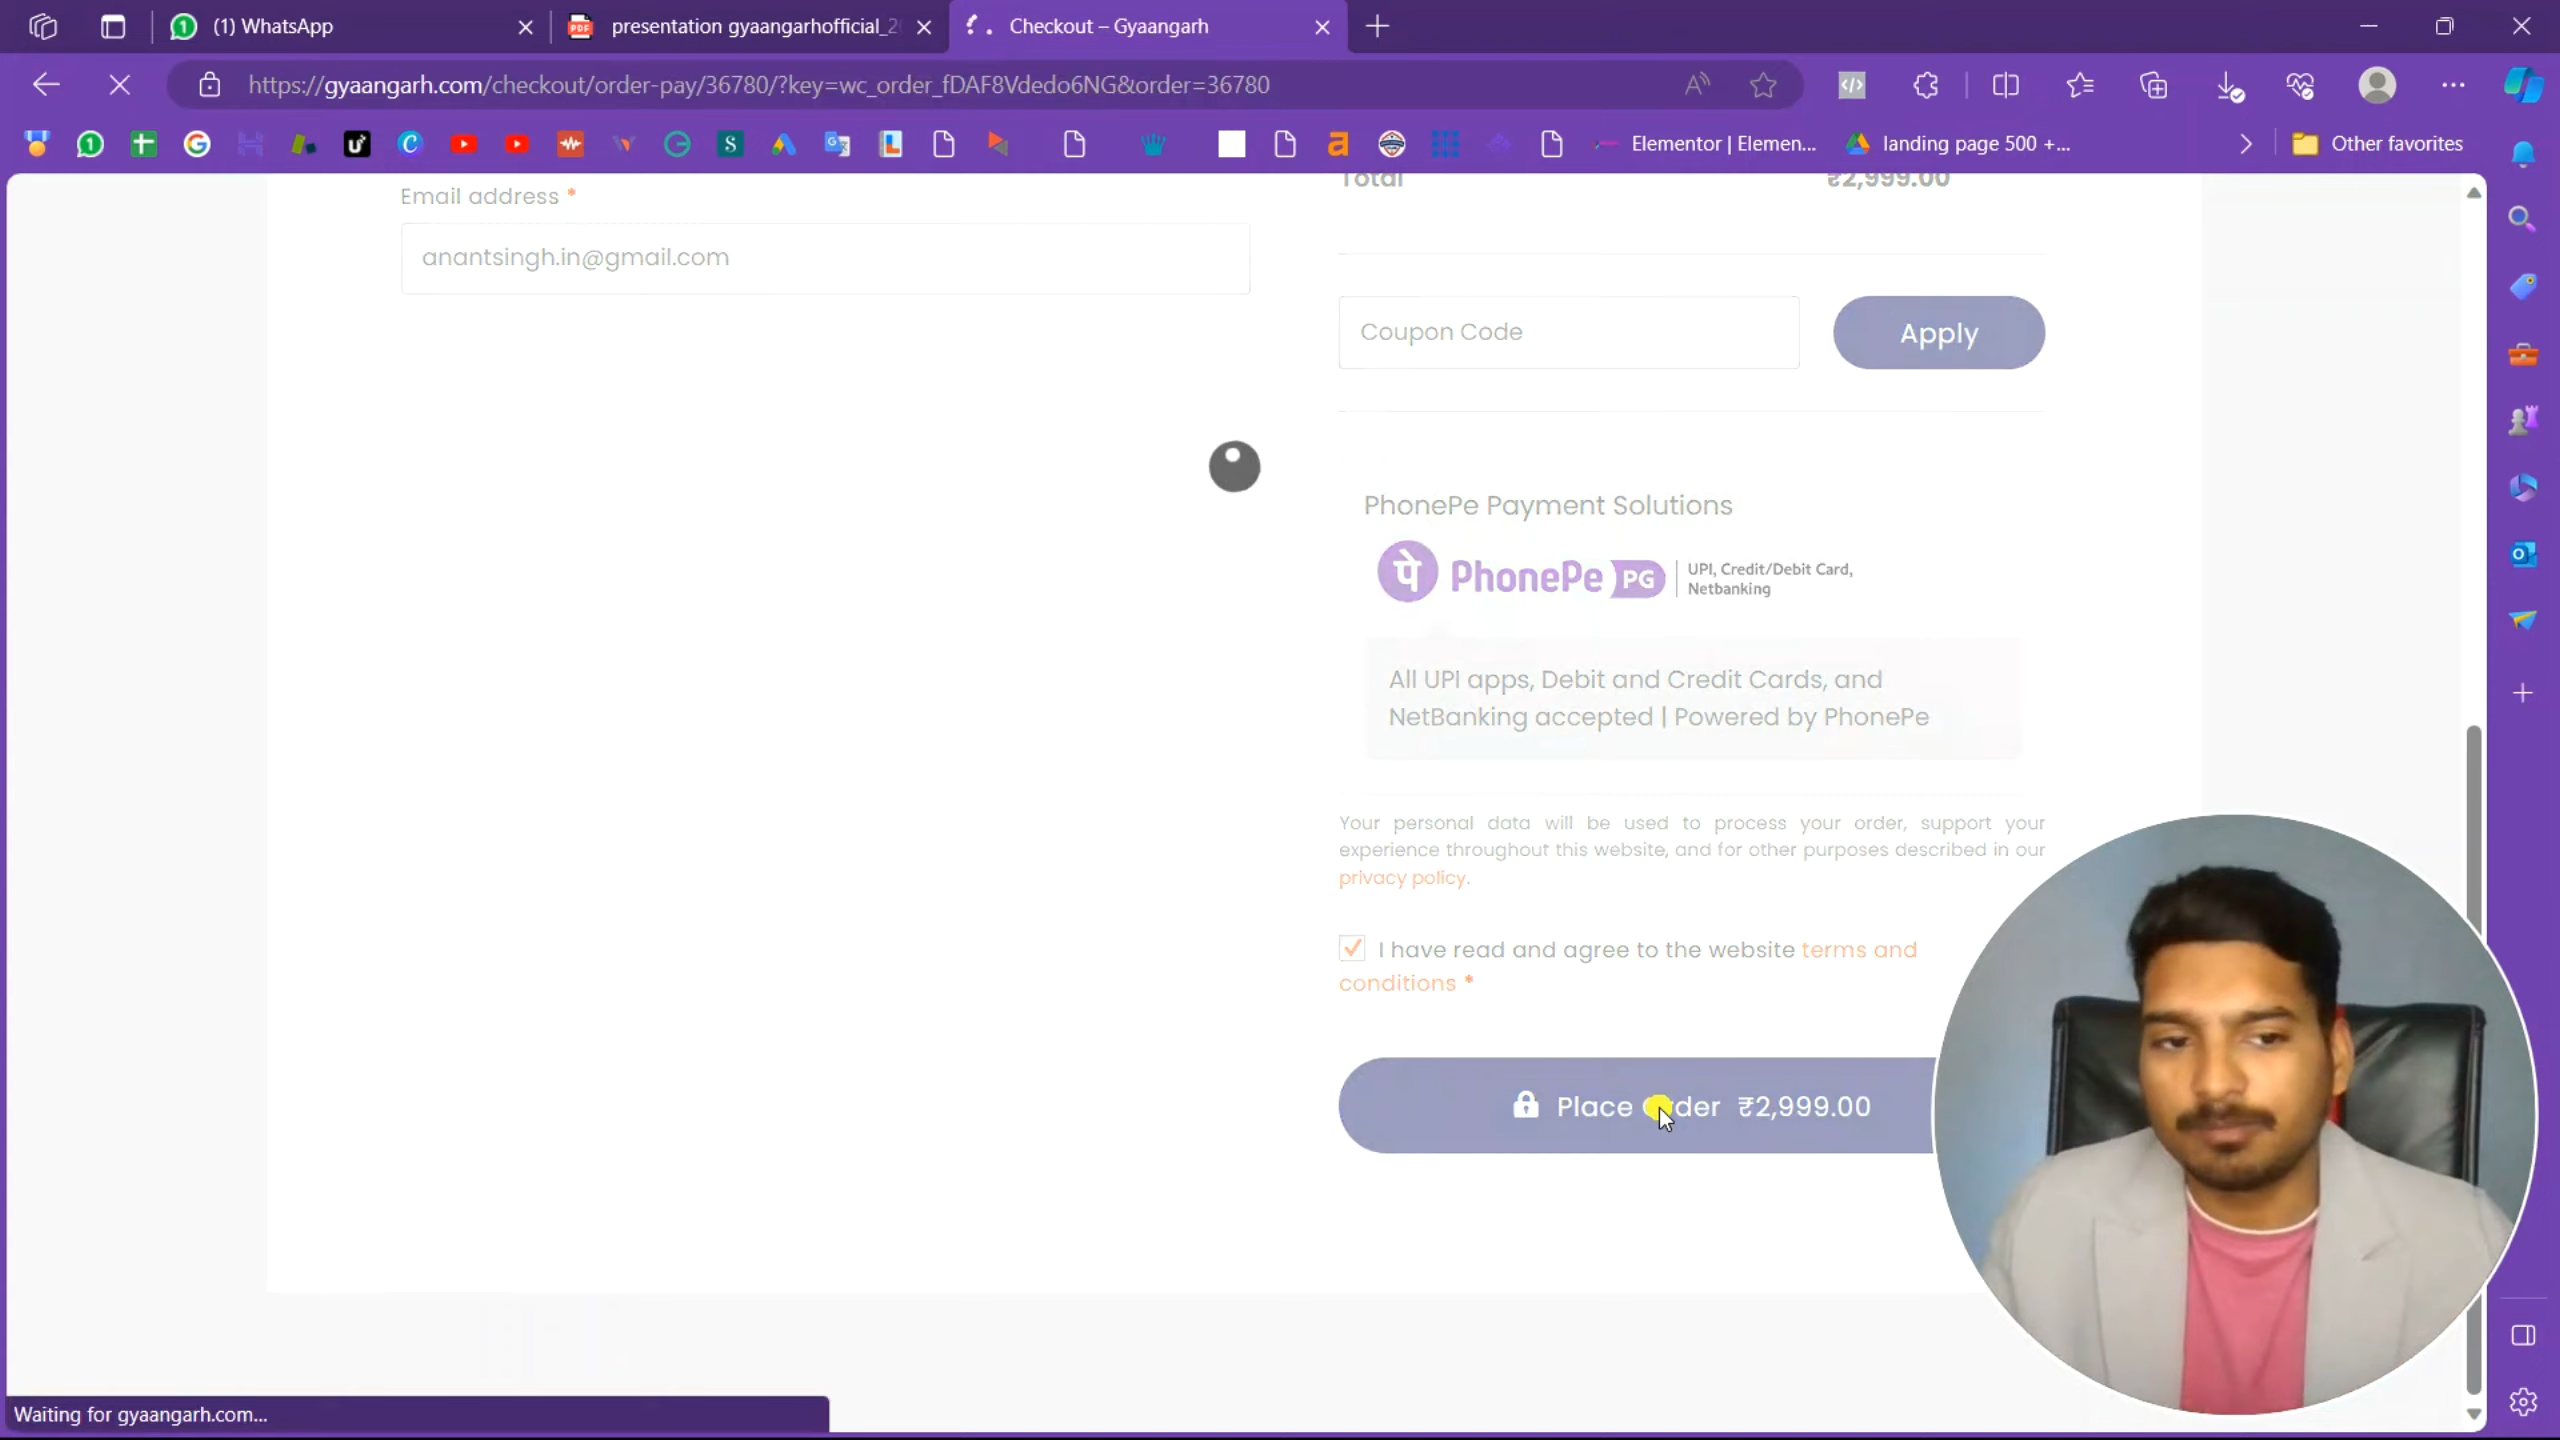 (1) WhatsApp
presentation gyaangarhofficial_2
Checkout – Gyaangarh
https://gyaangarh.com/checkout/order-pay/36780/?key=wc_order_fDAF8Vdedo6NG&order=36780
Elementor | Elemen...
landing page 500 +...
Other favorites
Email address *
anantsingh.in@gmail.com
Total ₹2,999.00
Coupon Code
Apply
PhonePe Payment Solutions
पे PhonePe PG
UPI, Credit/Debit Card,
Netbanking
All UPI apps, Debit and Credit Cards, and
NetBanking accepted | Powered by PhonePe
Your personal data will be used to process your order, support your
experience throughout this website, and for other purposes described in our
privacy policy.
I have read and agree to the website terms and
conditions *
Place Order ₹2,999.00
Waiting for gyaangarh.com...